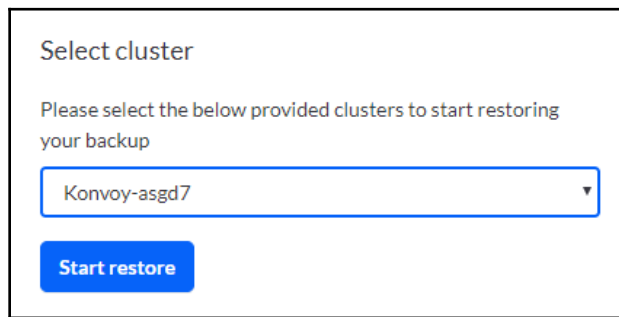 Select cluster
Please select the below provided clusters to start restoring
your backup
Konvoy-asgd7
Start restore